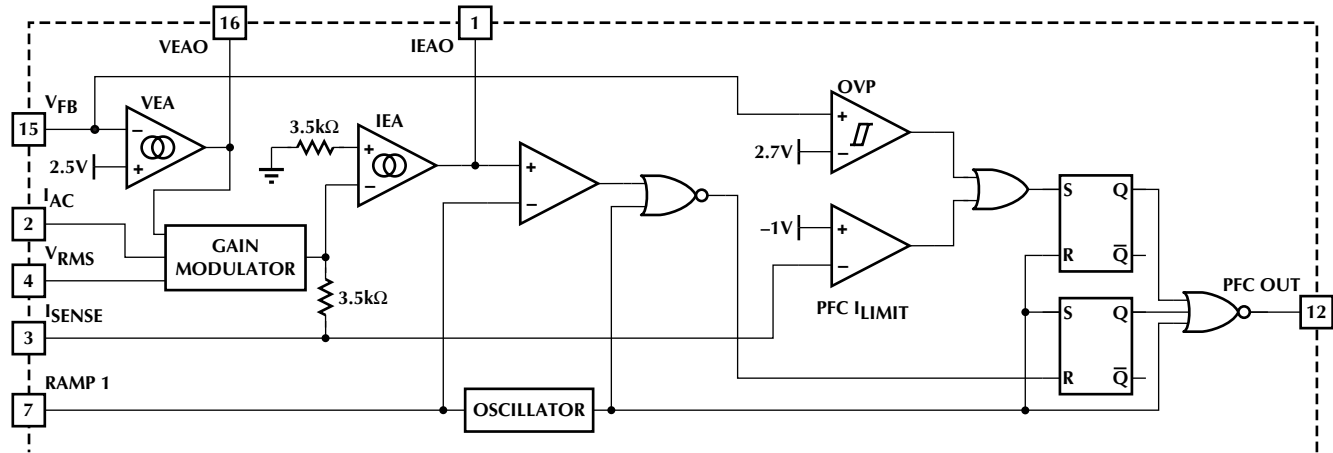 16
VEAO
1
IEAO
VFB
15
VEA
−
+
2.5V
3.5kΩ
IEA
+
−
+
−
OVP
+
−
2.7V
−1V
+
−
PFC ILIMIT
IAC
2
VRMS
4
GAIN
MODULATOR
3.5kΩ
ISENSE
3
RAMP 1
7
OSCILLATOR
S Q
R Q̅
S Q
R Q̅
PFC OUT
12